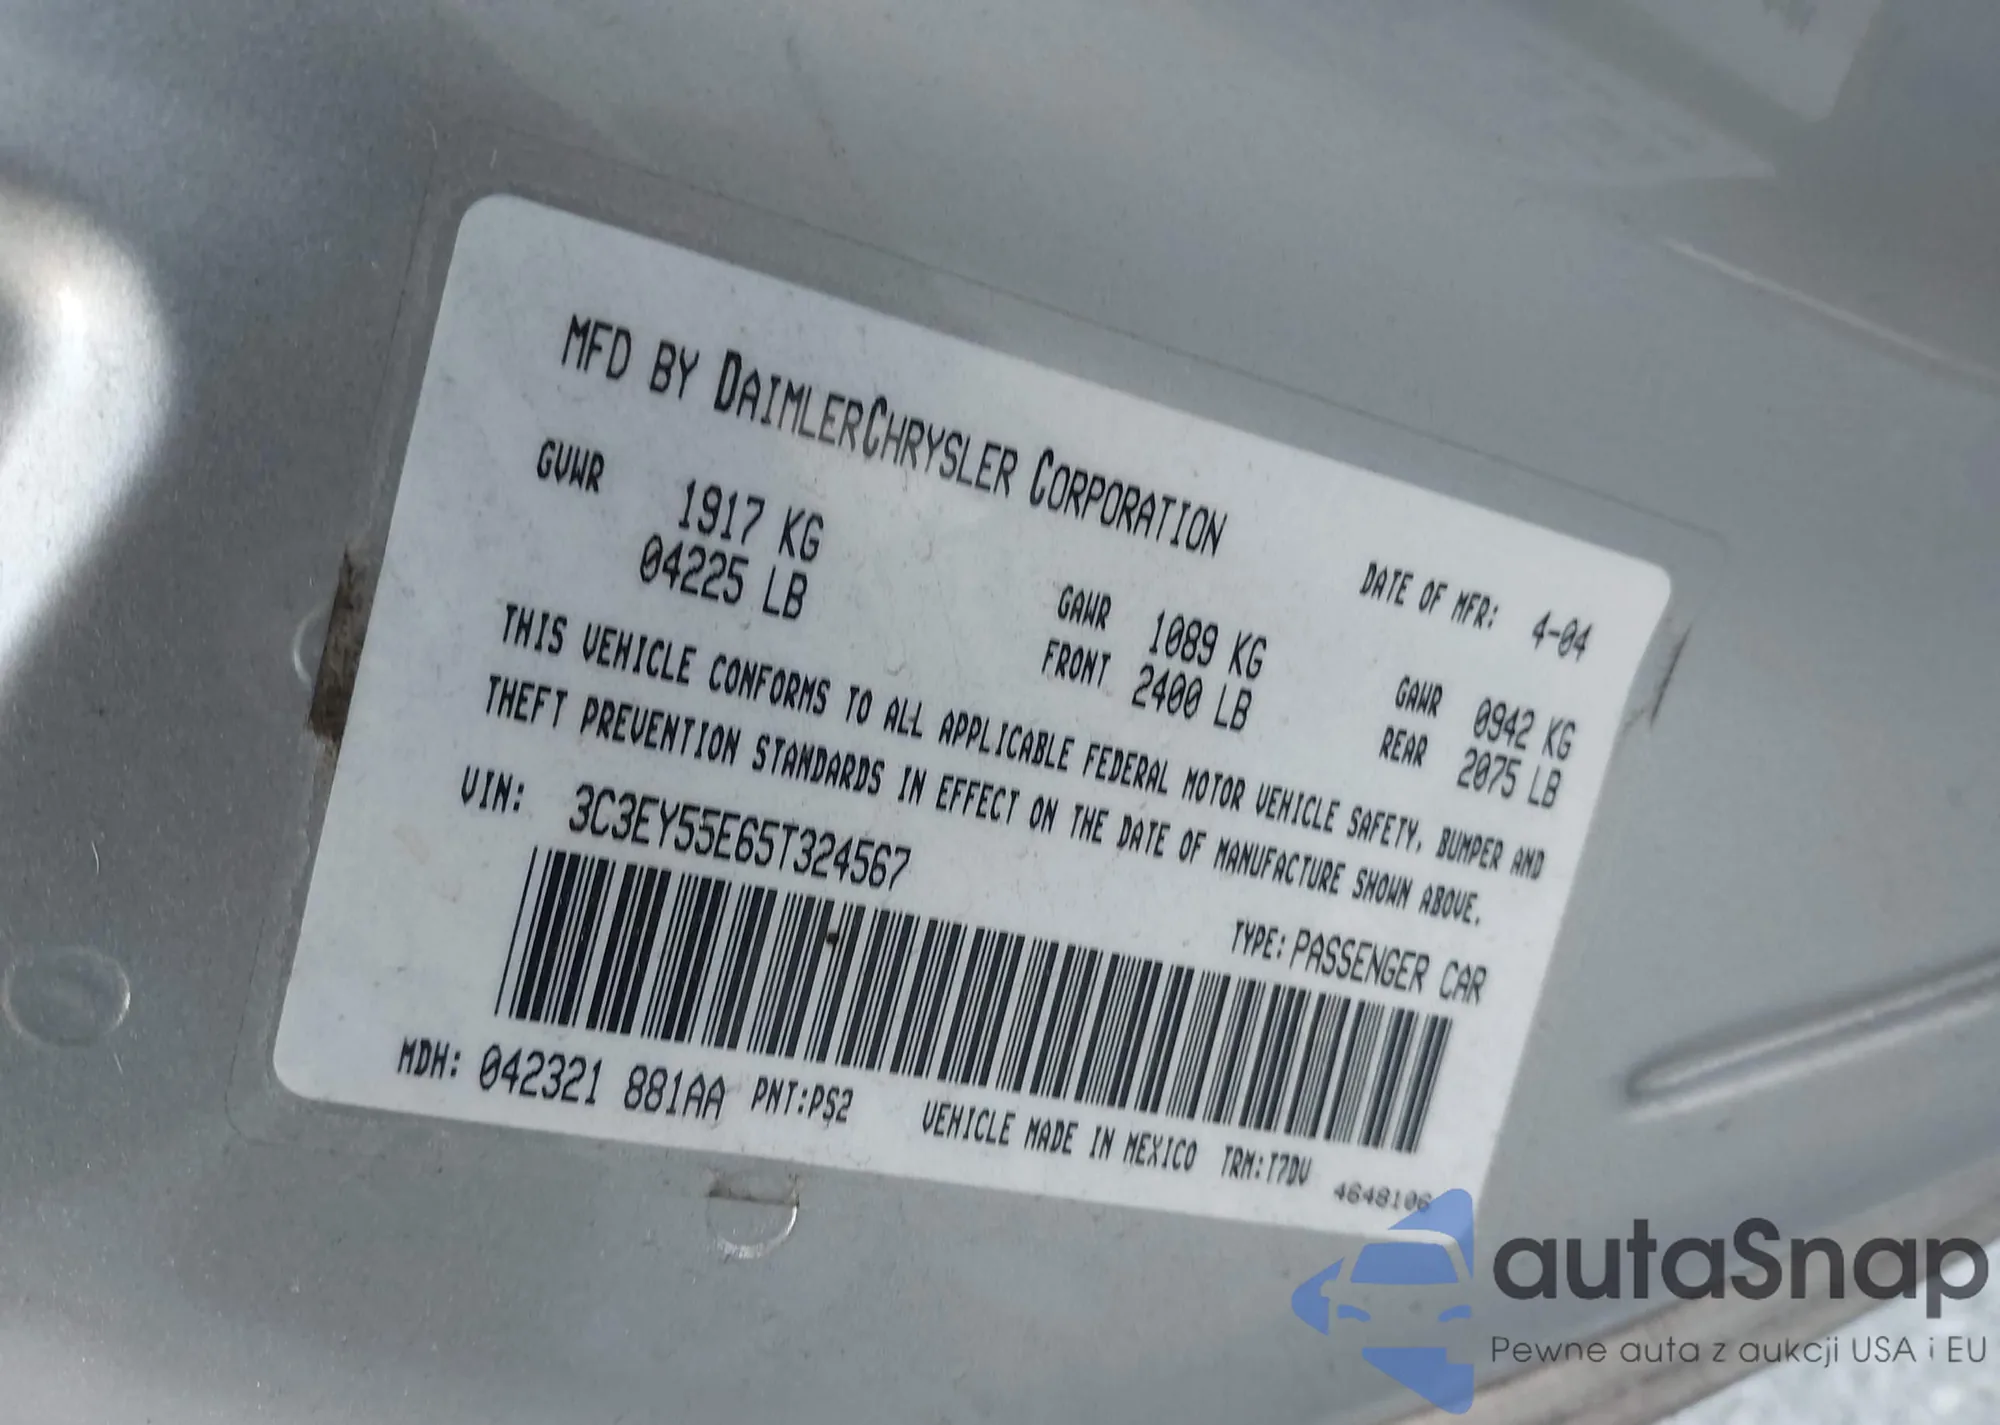 MFD BY DAIMLERCHRYSLER CORPORATION
DATE OF MFR: 4-04
GVWR 1917 KG
04225 LB
GAWR 1089 KG
FRONT 2400 LB
GAWR 0942 KG
REAR 2075 LB
THIS VEHICLE CONFORMS TO ALL APPLICABLE FEDERAL MOTOR VEHICLE SAFETY, BUMPER AND
THEFT PREVENTION STANDARDS IN EFFECT ON THE DATE OF MANUFACTURE SHOWN ABOVE.
VIN: 3C3EY55E65T324567
TYPE: PASSENGER CAR
MDH: 042321 881AA PNT:PS2
VEHICLE MADE IN MEXICO TRM:T7DV
4648106
autaSnap
Pewne auta z aukcji USA i EU